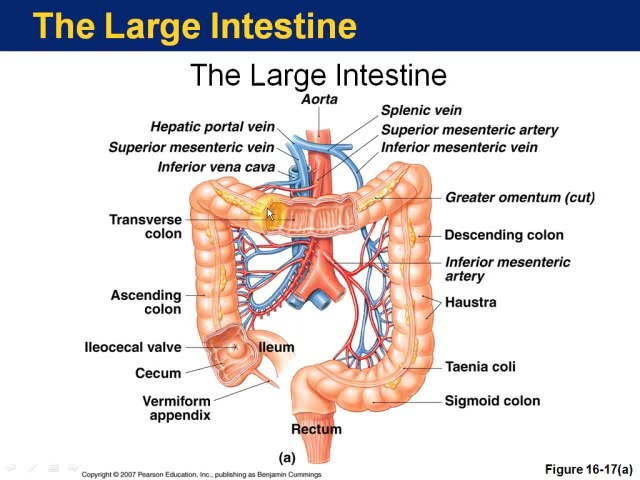 The Large Intestine
The Large Intestine
Aorta
Splenic vein
Hepatic portal vein
Superior mesenteric artery
Superior mesenteric vein
Inferior mesenteric vein
Inferior vena cava
Greater omentum (cut)
Transverse
colon
Descending colon
Inferior mesenteric
artery
Ascending
colon
Haustra
Ileocecal valve
Ileum
Cecum
Taenia coli
Vermiform
appendix
Sigmoid colon
Rectum
(a)
Figure 16-17(a)
Copyright © 2007 Pearson Education, Inc., publishing as Benjamin Cummings